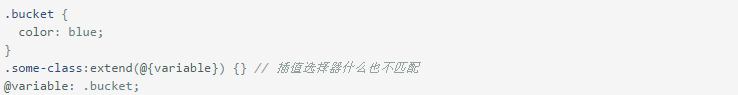 .bucket {
  color: blue;
}
.some-class:extend(@{variable}) {} // 插值选择器什么也不匹配
@variable: .bucket;